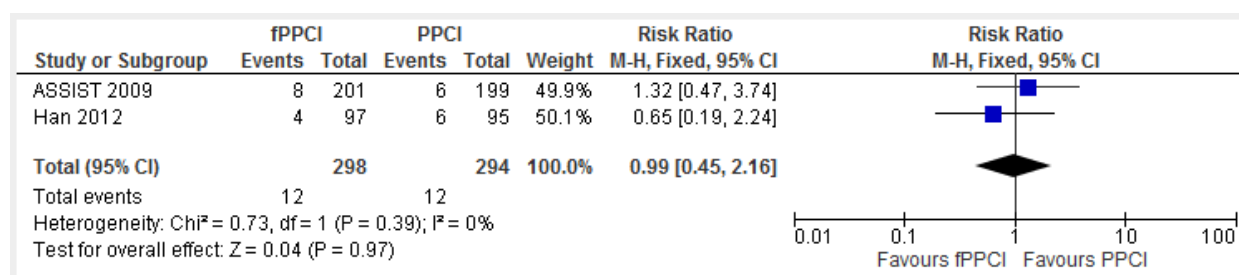 fPPCI PPCI Risk Ratio Risk Ratio
Study or Subgroup Events Total Events Total Weight M-H, Fixed, 95% CI M-H, Fixed, 95% CI
ASSIST 2009 8 201 6 199 49.9% 1.32 [0.47, 3.74]
Han 2012 4 97 6 95 50.1% 0.65 [0.19, 2.24]
Total (95% CI) 298 294 100.0% 0.99 [0.45, 2.16]
Total events 12 12
Heterogeneity: Chi² = 0.73, df = 1 (P = 0.39); I² = 0%
Test for overall effect: Z = 0.04 (P = 0.97)
0.01 0.1 1 10 100
Favours fPPCI Favours PPCI